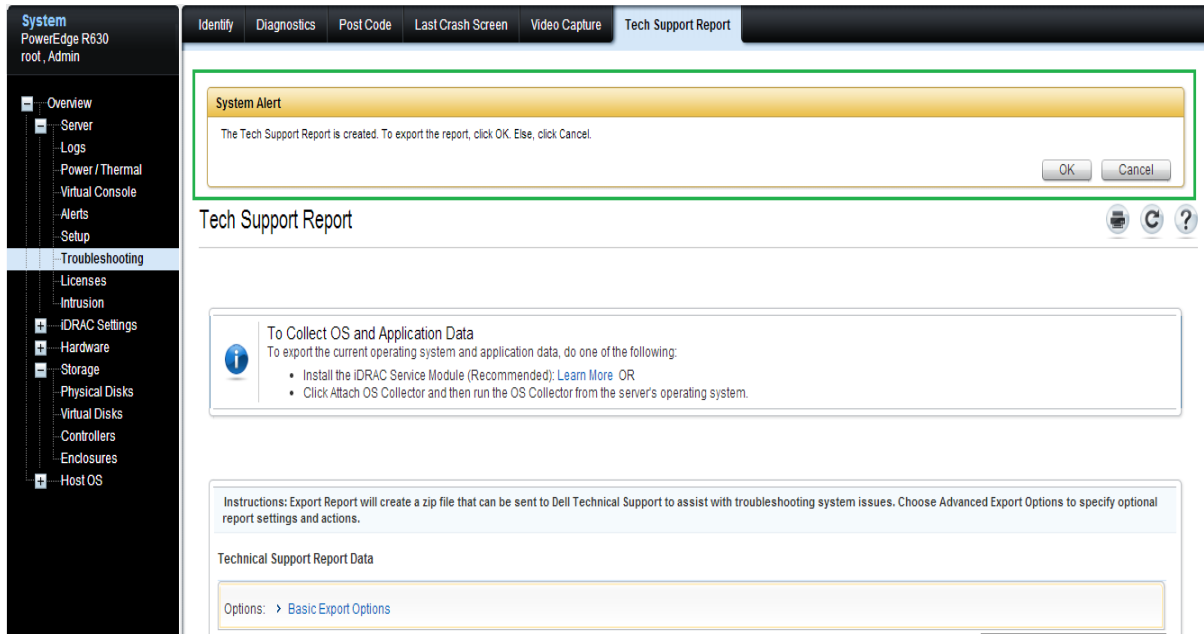 System
PowerEdge R630
root , Admin
Overview
Server
Logs
Power / Thermal
Virtual Console
Alerts
Setup
Troubleshooting
Licenses
Intrusion
iDRAC Settings
Hardware
Storage
Physical Disks
Virtual Disks
Controllers
Enclosures
Host OS
Identify Diagnostics Post Code Last Crash Screen Video Capture Tech Support Report
System Alert
The Tech Support Report is created. To export the report, click OK. Else, click Cancel.
OK Cancel
Tech Support Report
To Collect OS and Application Data
To export the current operating system and application data, do one of the following:
• Install the iDRAC Service Module (Recommended): Learn More OR
• Click Attach OS Collector and then run the OS Collector from the server's operating system.
Instructions: Export Report will create a zip file that can be sent to Dell Technical Support to assist with troubleshooting system issues. Choose Advanced Export Options to specify optional
report settings and actions.
Technical Support Report Data
Options: > Basic Export Options